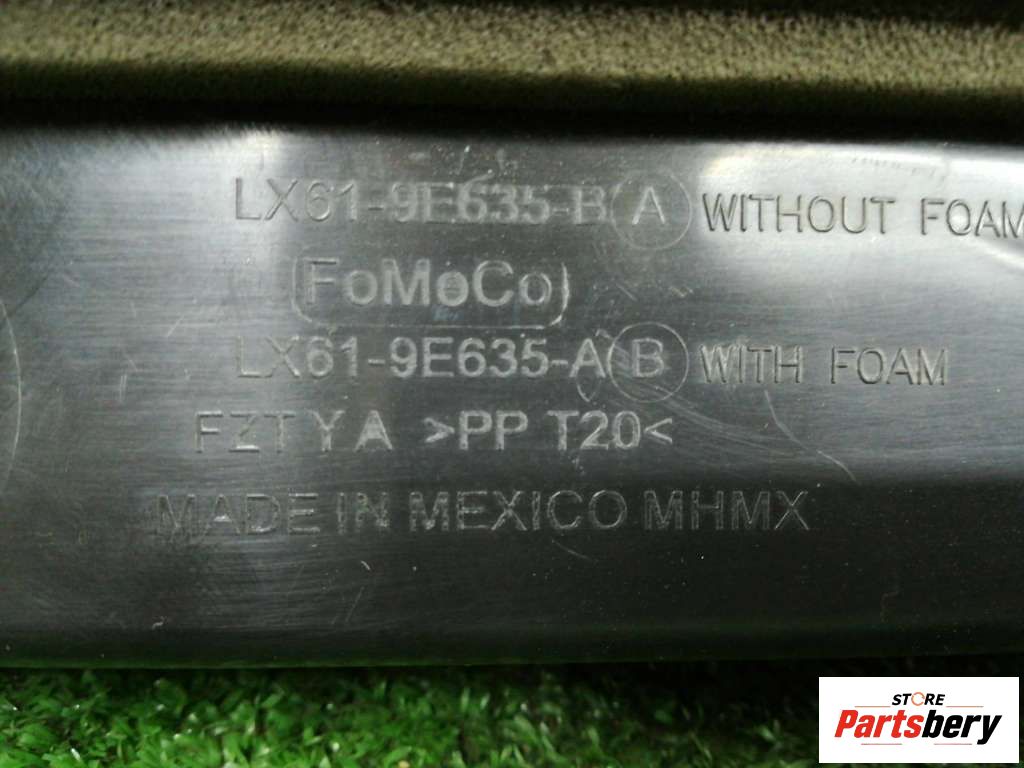 LX61-9E635-B A WITHOUT FOAM
FoMoCo
LX61-9E635-A B WITH FOAM
FZTYA >PP T20<
MADE IN MEXICO MHMX
STORE
Partsbery